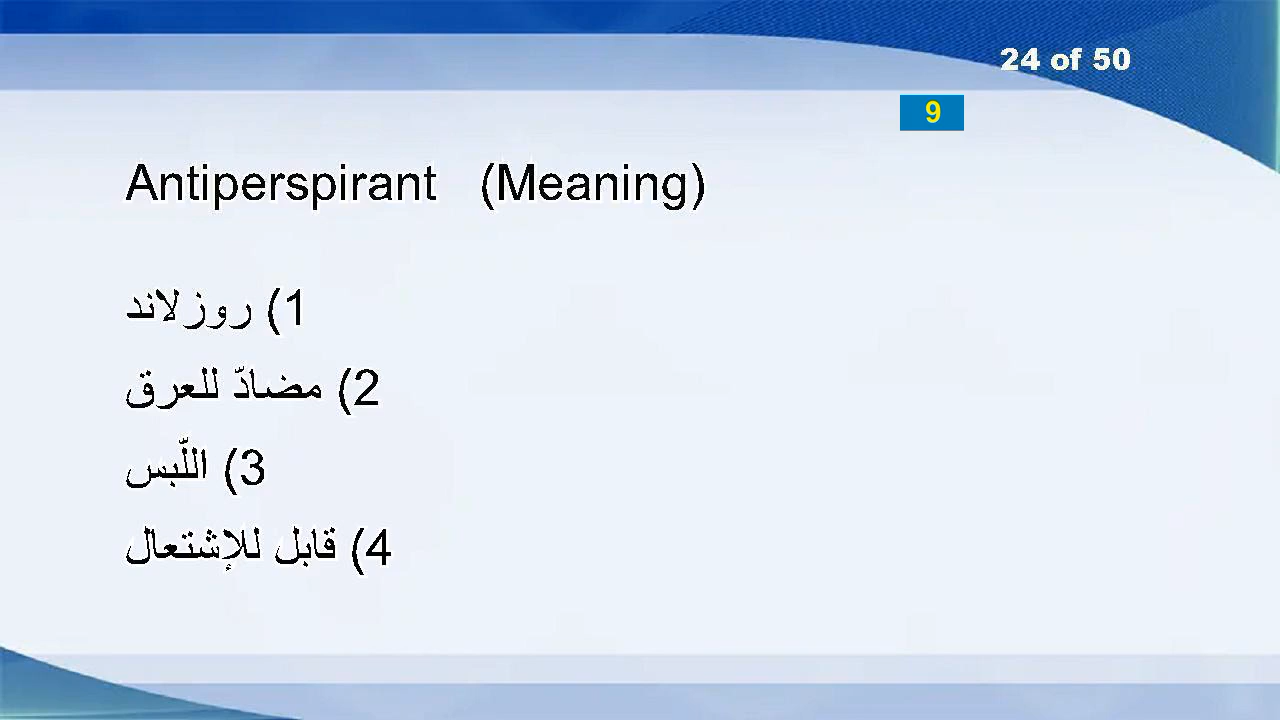 24 of 50
9
Antiperspirant (Meaning)
1) روزلاند
2) مضادّ للعرق
3) اللّبس
4) قابل للإشتعال